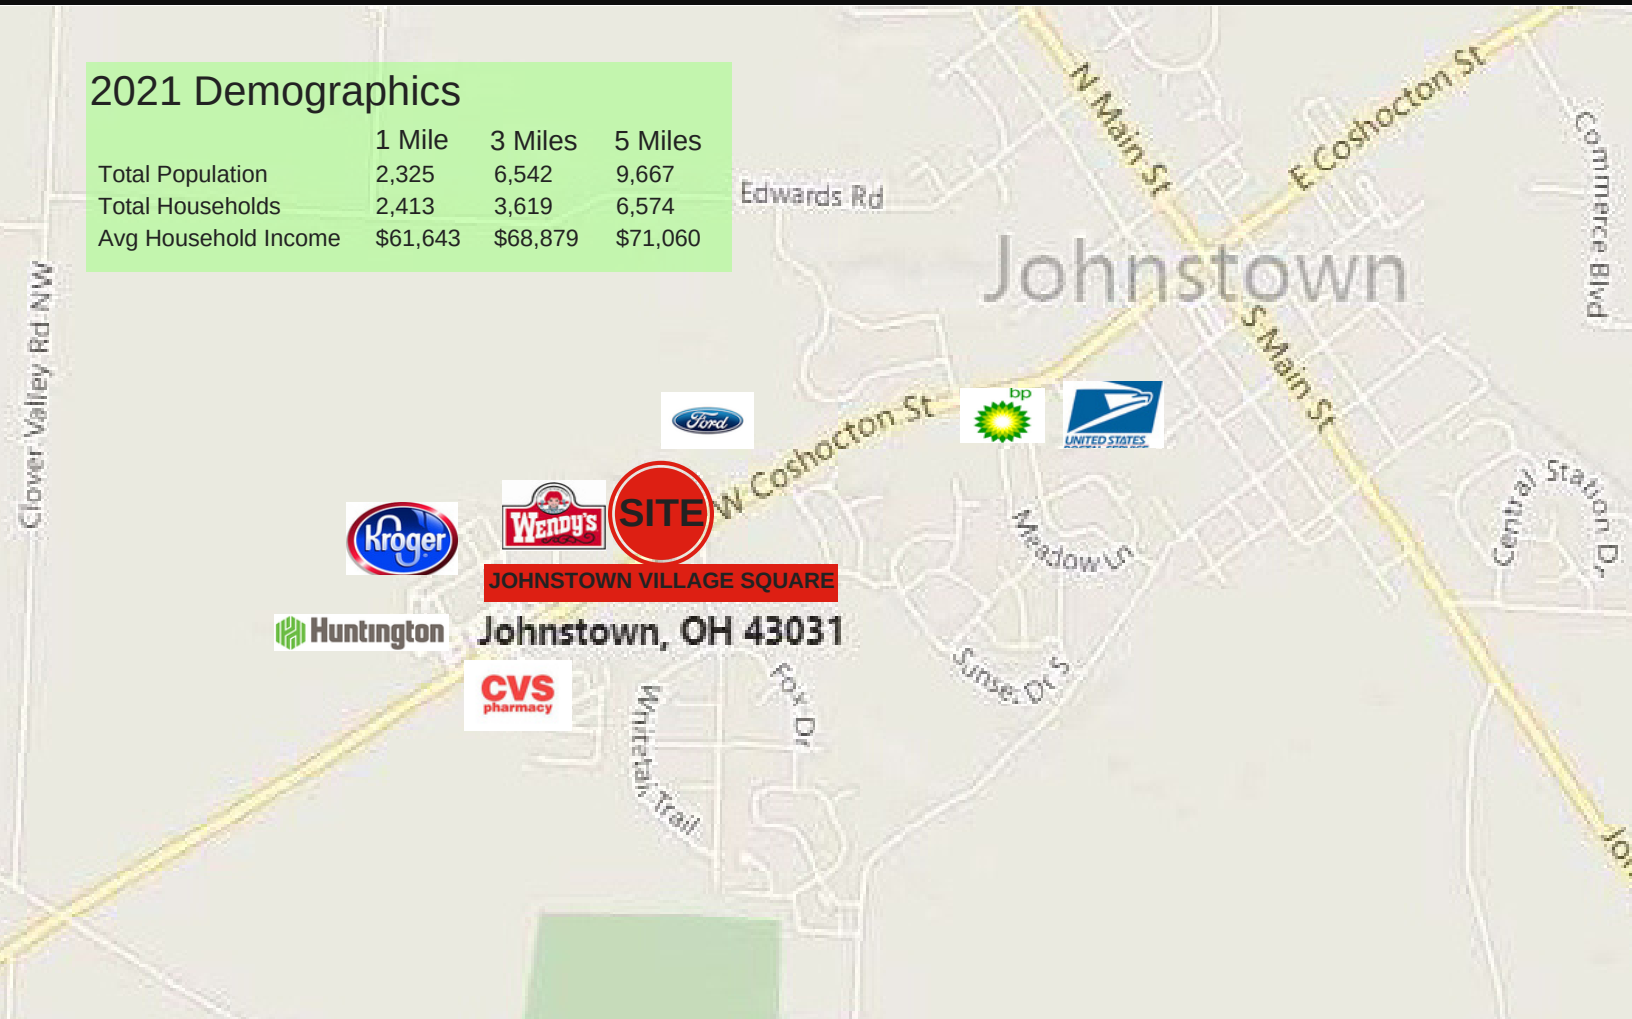 2021 Demographics
1 Mile 3 Miles 5 Miles
Total Population 2,325 6,542 9,667
Total Households 2,413 3,619 6,574
Avg Household Income $61,643 $68,879 $71,060
N Main St
E Coshocton St
Commerce Blvd
Edwards Rd
Johnstown
Clover Valley Rd NW
S Main St
Ford
W Coshocton St
bp
UNITED STATES
POSTAL SERVICE
Kroger
WENDY'S
SITE
JOHNSTOWN VILLAGE SQUARE
Meadow Ln
Central Station Dr
Huntington
Johnstown, OH 43031
CVS
pharmacy
Whitetail Trail
Fox Dr
Sunset Dr S